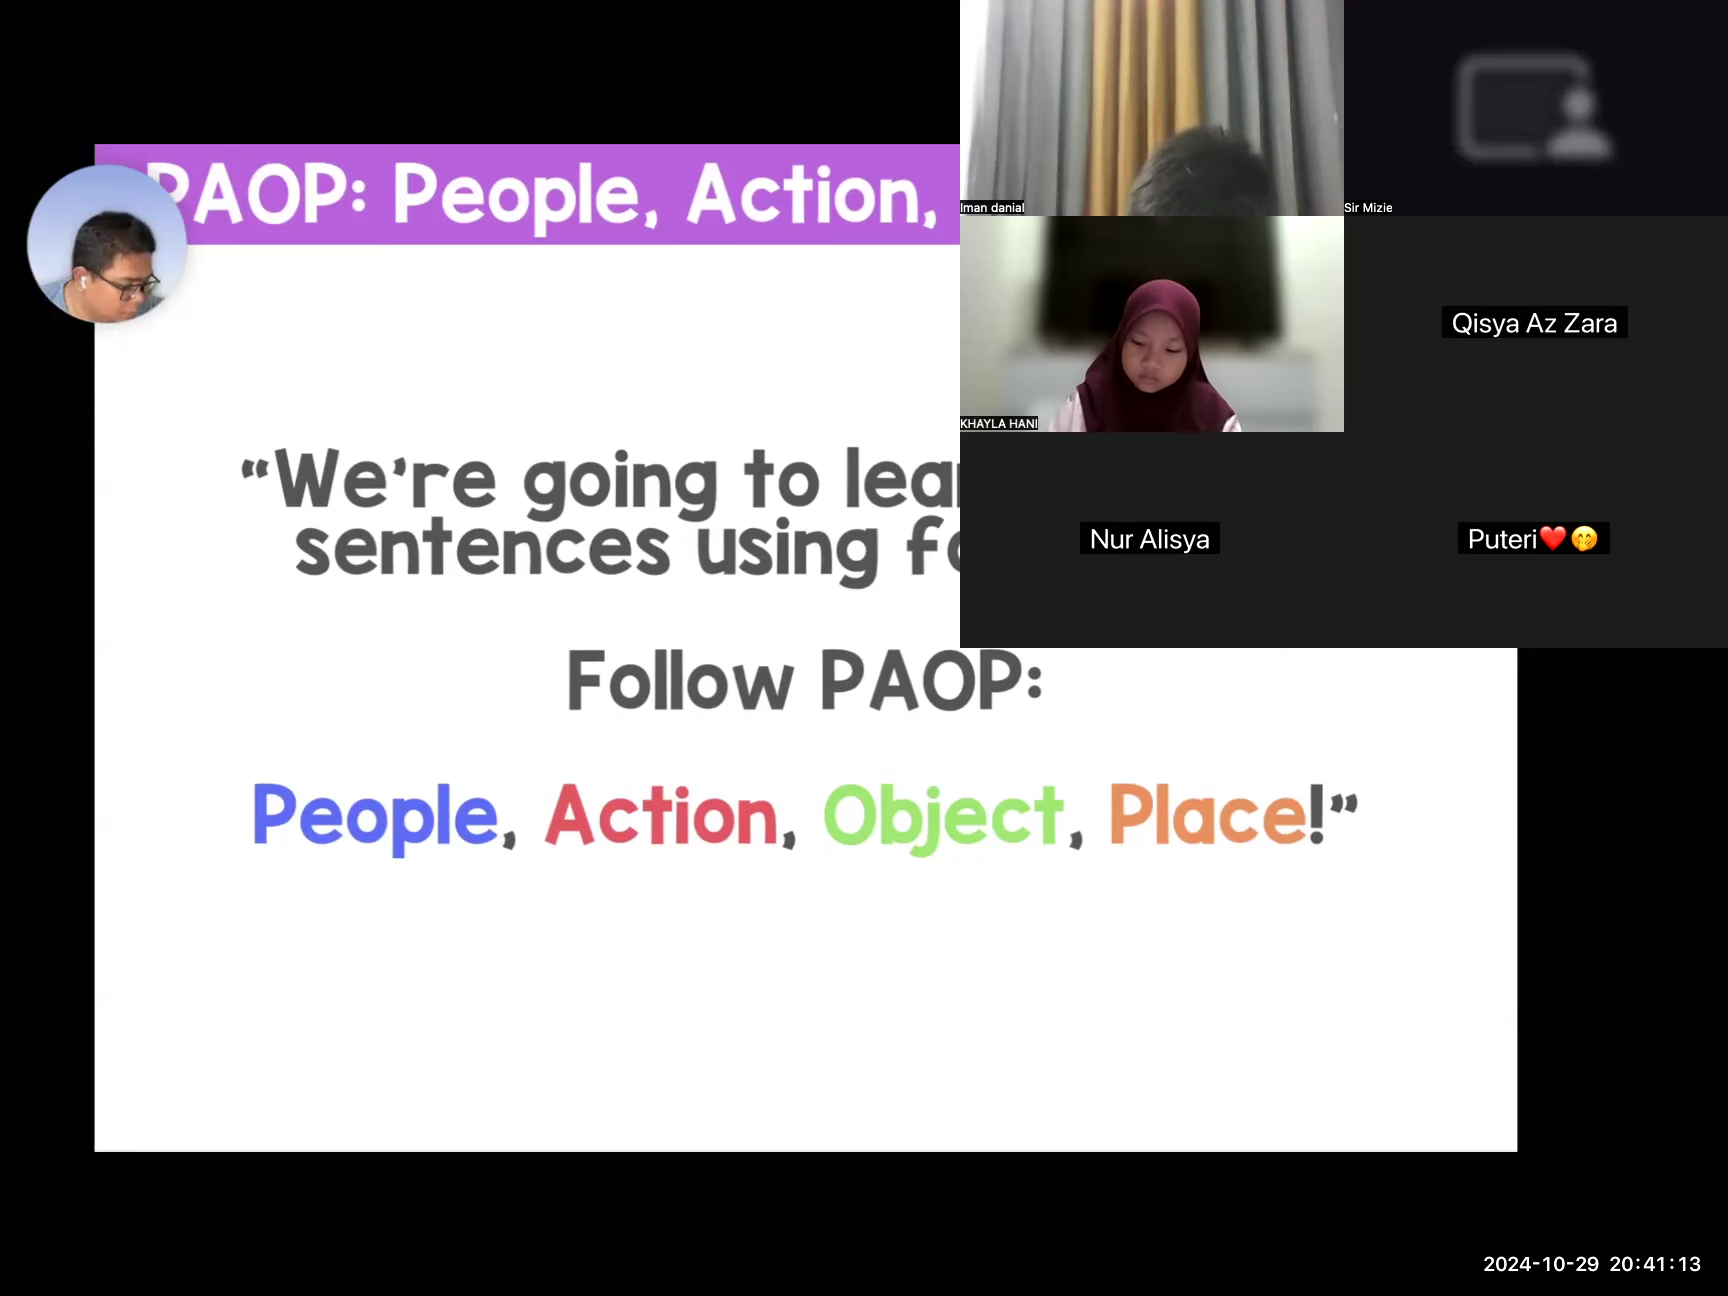 PAOP: People, Action,
Iman danial
Sir Mizie
KHAYLA HANI
Qisya Az Zara
"We're going to
sentences using
Nur Alisya
Puteri❤️🤭
Follow PAOP:
People, Action, Object, Place!"
2024-10-29 20:41:13